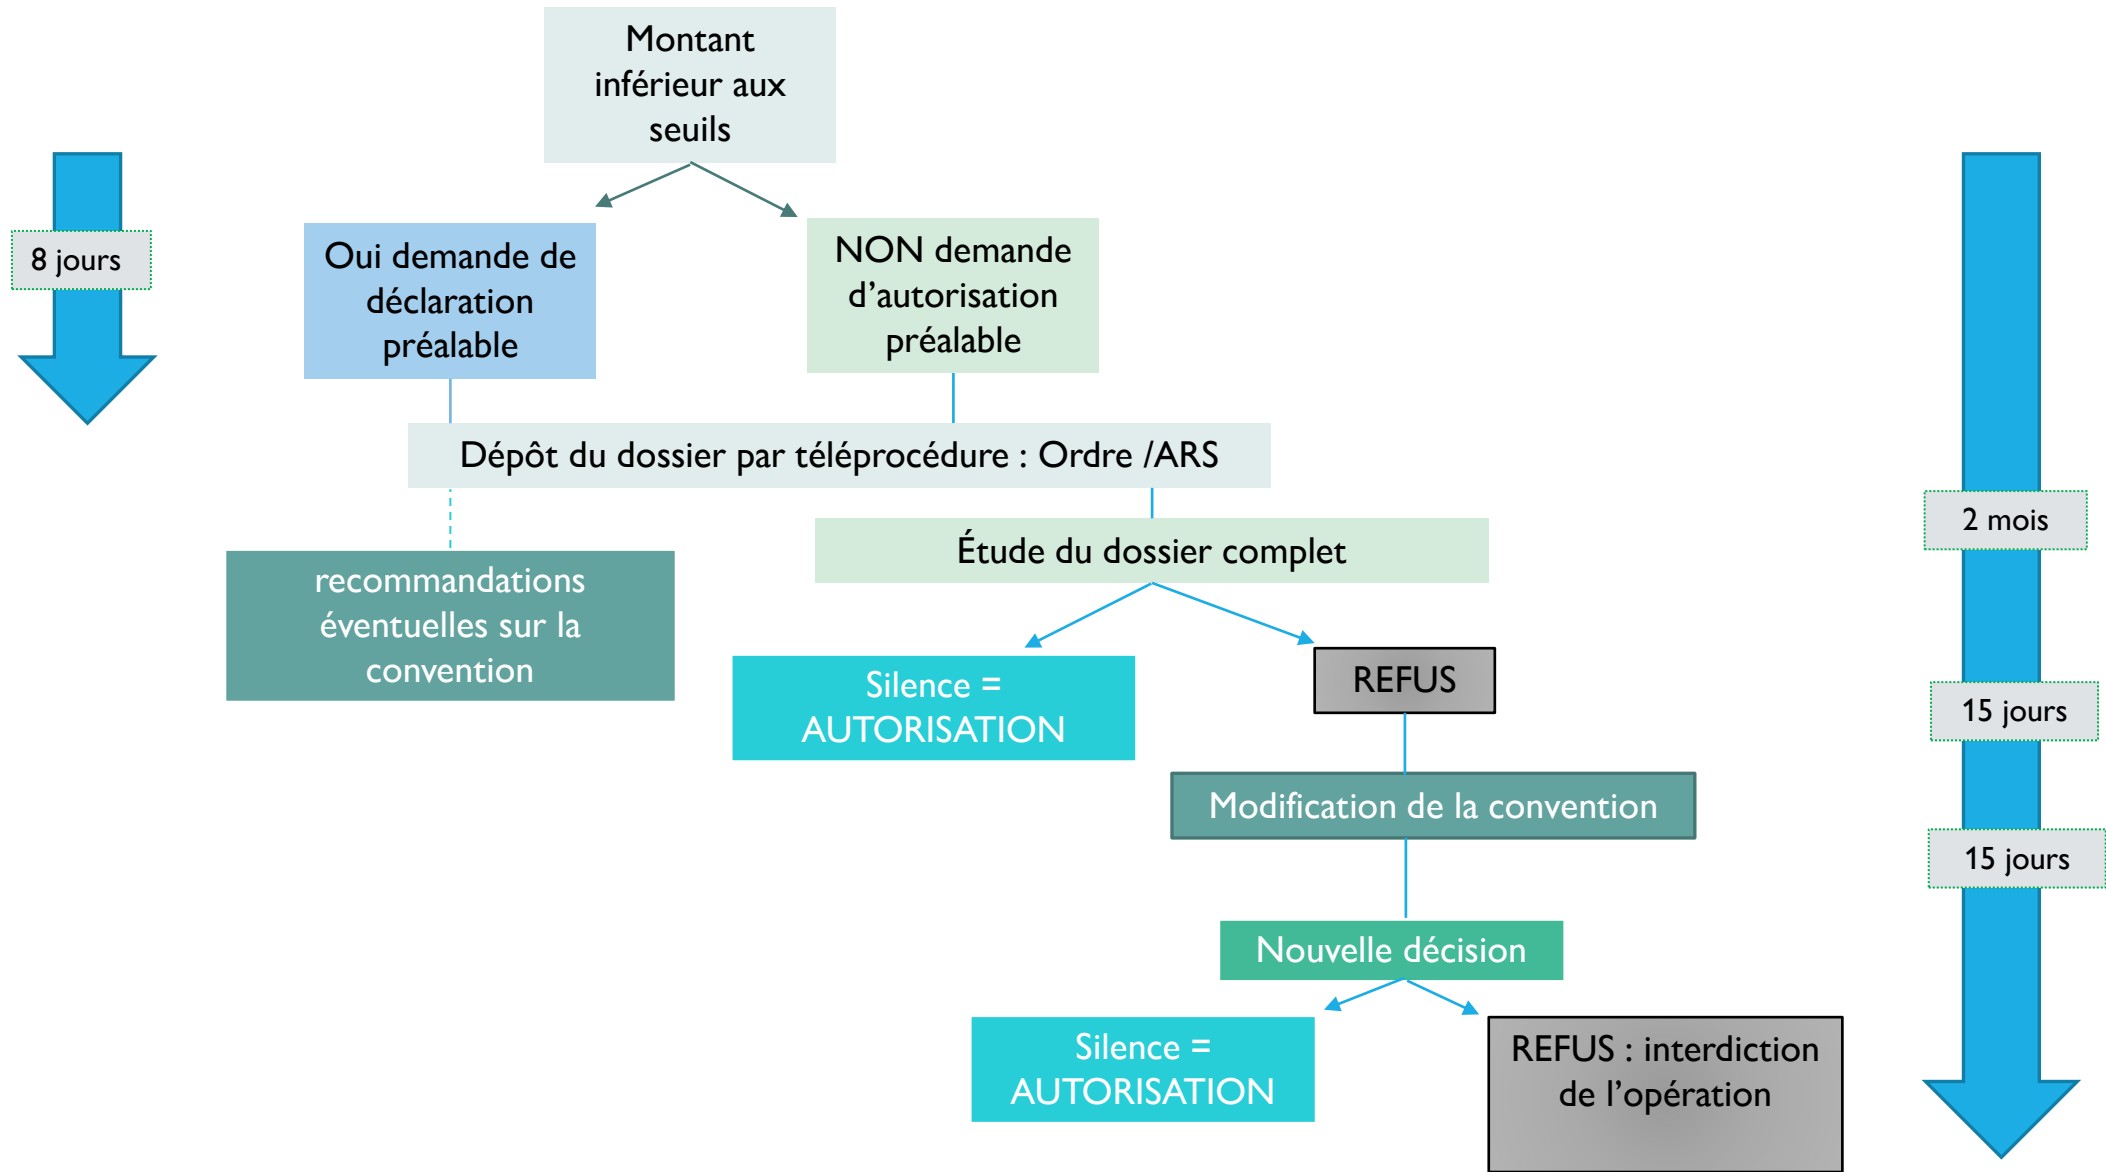 Montant
inférieur aux
seuils
8 jours
Oui demande de
déclaration
préalable
NON demande
d’autorisation
préalable
Dépôt du dossier par téléprocédure : Ordre /ARS
2 mois
Étude du dossier complet
recommandations
éventuelles sur la
convention
Silence =
AUTORISATION
REFUS
15 jours
Modification de la convention
15 jours
Nouvelle décision
Silence =
AUTORISATION
REFUS : interdiction
de l’opération